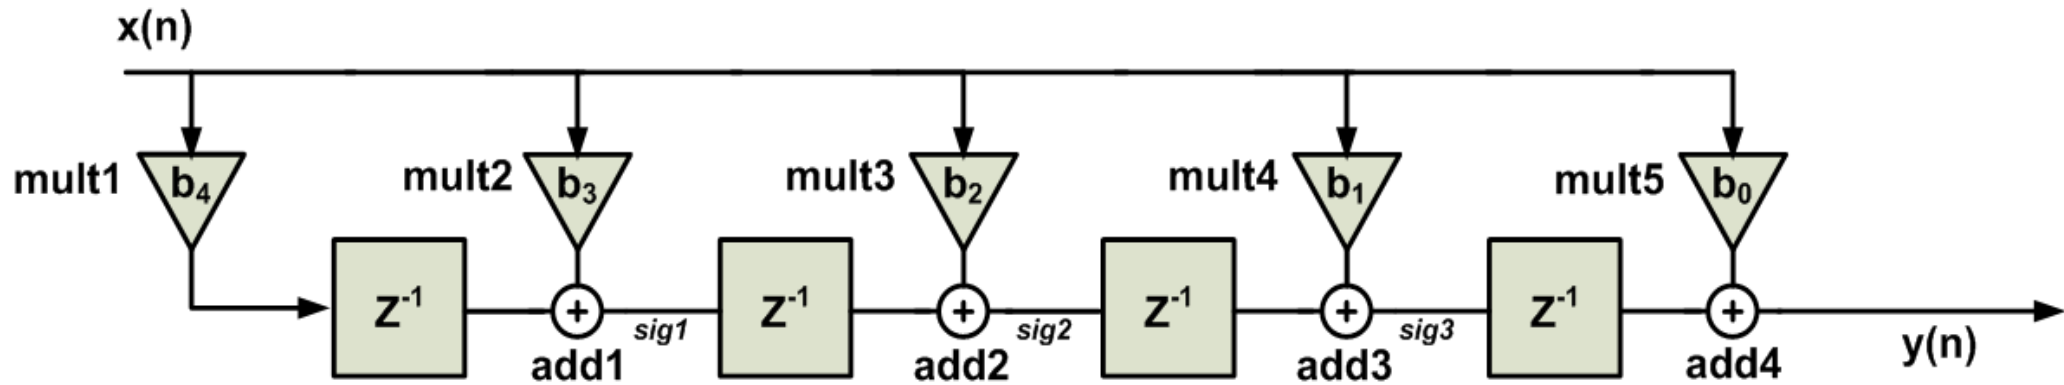 x(n)
mult1 b₄ mult2 b₃ mult3 b₂ mult4 b₁ mult5 b₀
Z⁻¹ + sig1 Z⁻¹ + sig2 Z⁻¹ + sig3 Z⁻¹ +
add1 add2 add3 add4 y(n)